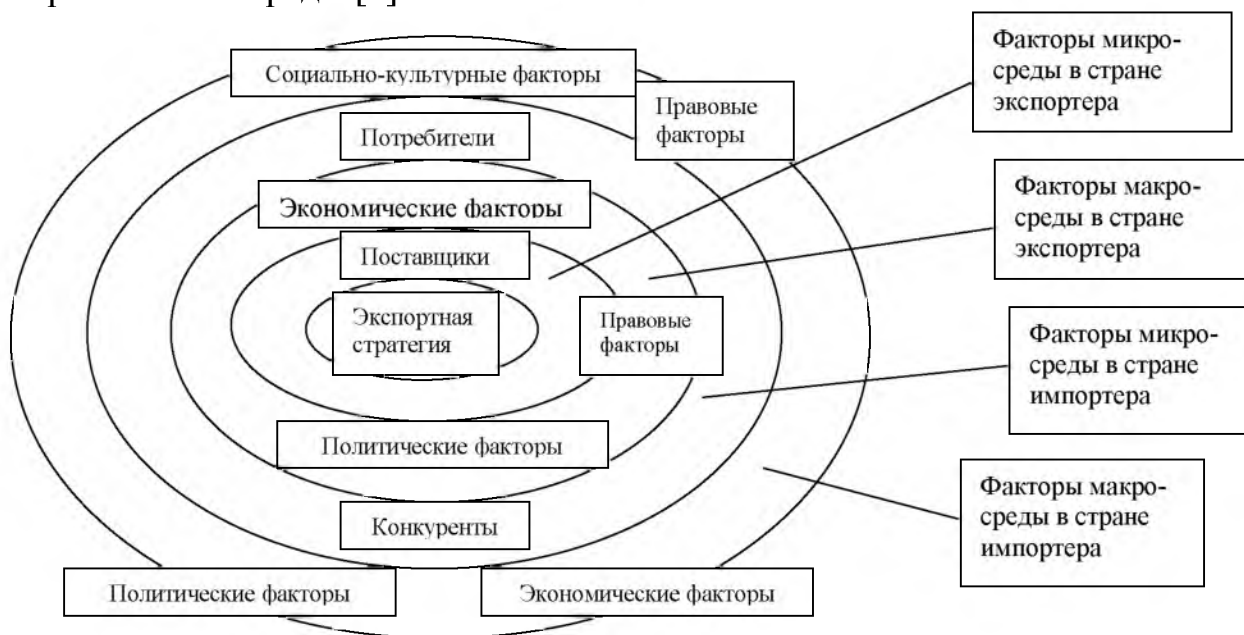 Социально-культурные факторы
Правовые
факторы
Потребители
Экономические факторы
Поставщики
Экспортная
стратегия
Правовые
факторы
Политические факторы
Конкуренты
Политические факторы
Экономические факторы
Факторы микро-
среды в стране
экспортера
Факторы макро-
среды в стране
экспортера
Факторы микро-
среды в стране
импортера
Факторы макро-
среды в стране
импортера